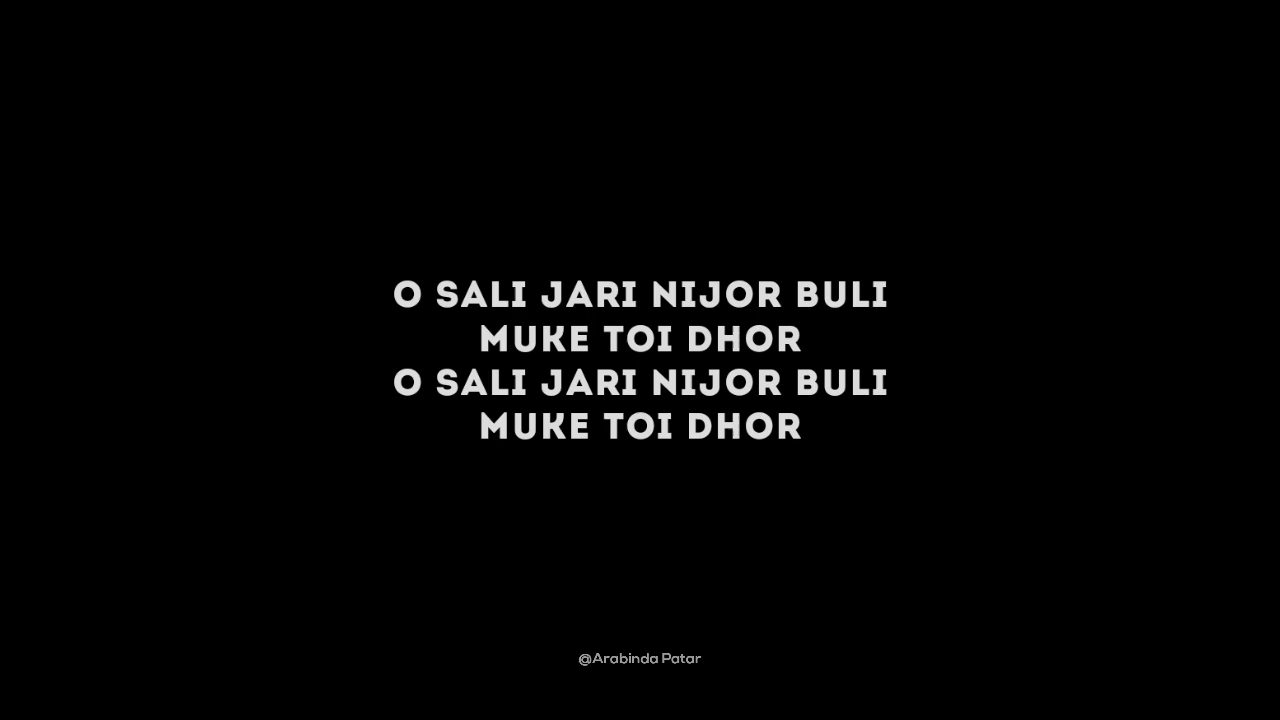 O SALI JARI NIJOR BULI
MUKE TOI DHOR
O SALI JARI NIJOR BULI
MUKE TOI DHOR
@Arabinda Patar